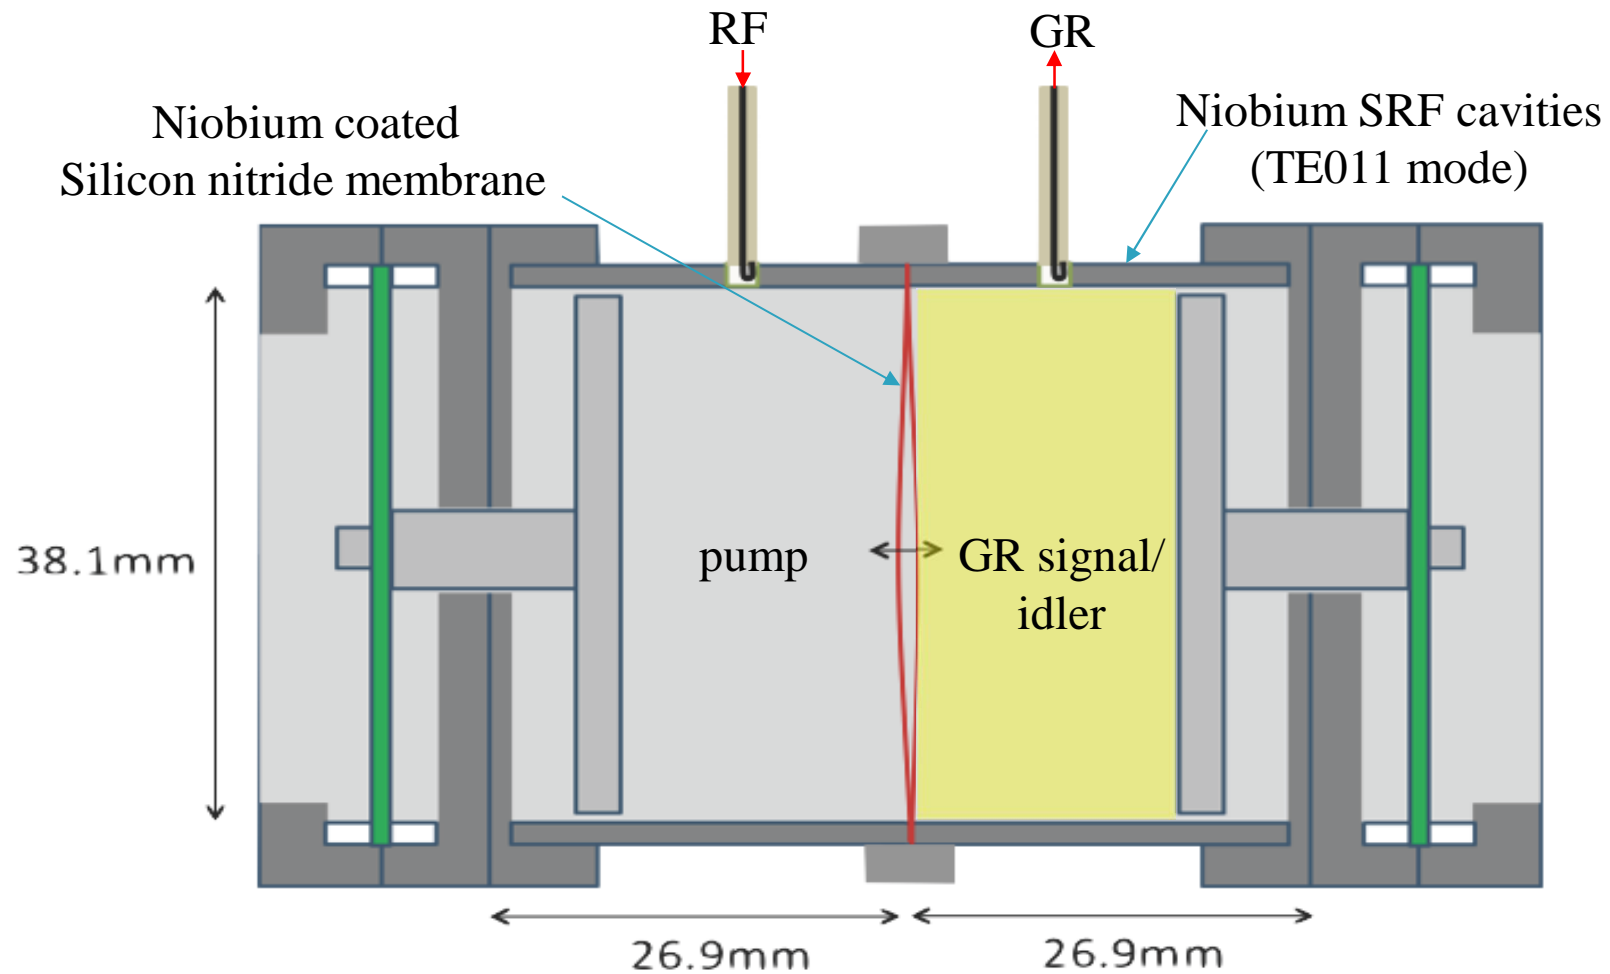 RF
GR
Niobium coated
Silicon nitride membrane
Niobium SRF cavities
(TE011 mode)
38.1mm
pump
GR signal/
idler
26.9mm
26.9mm